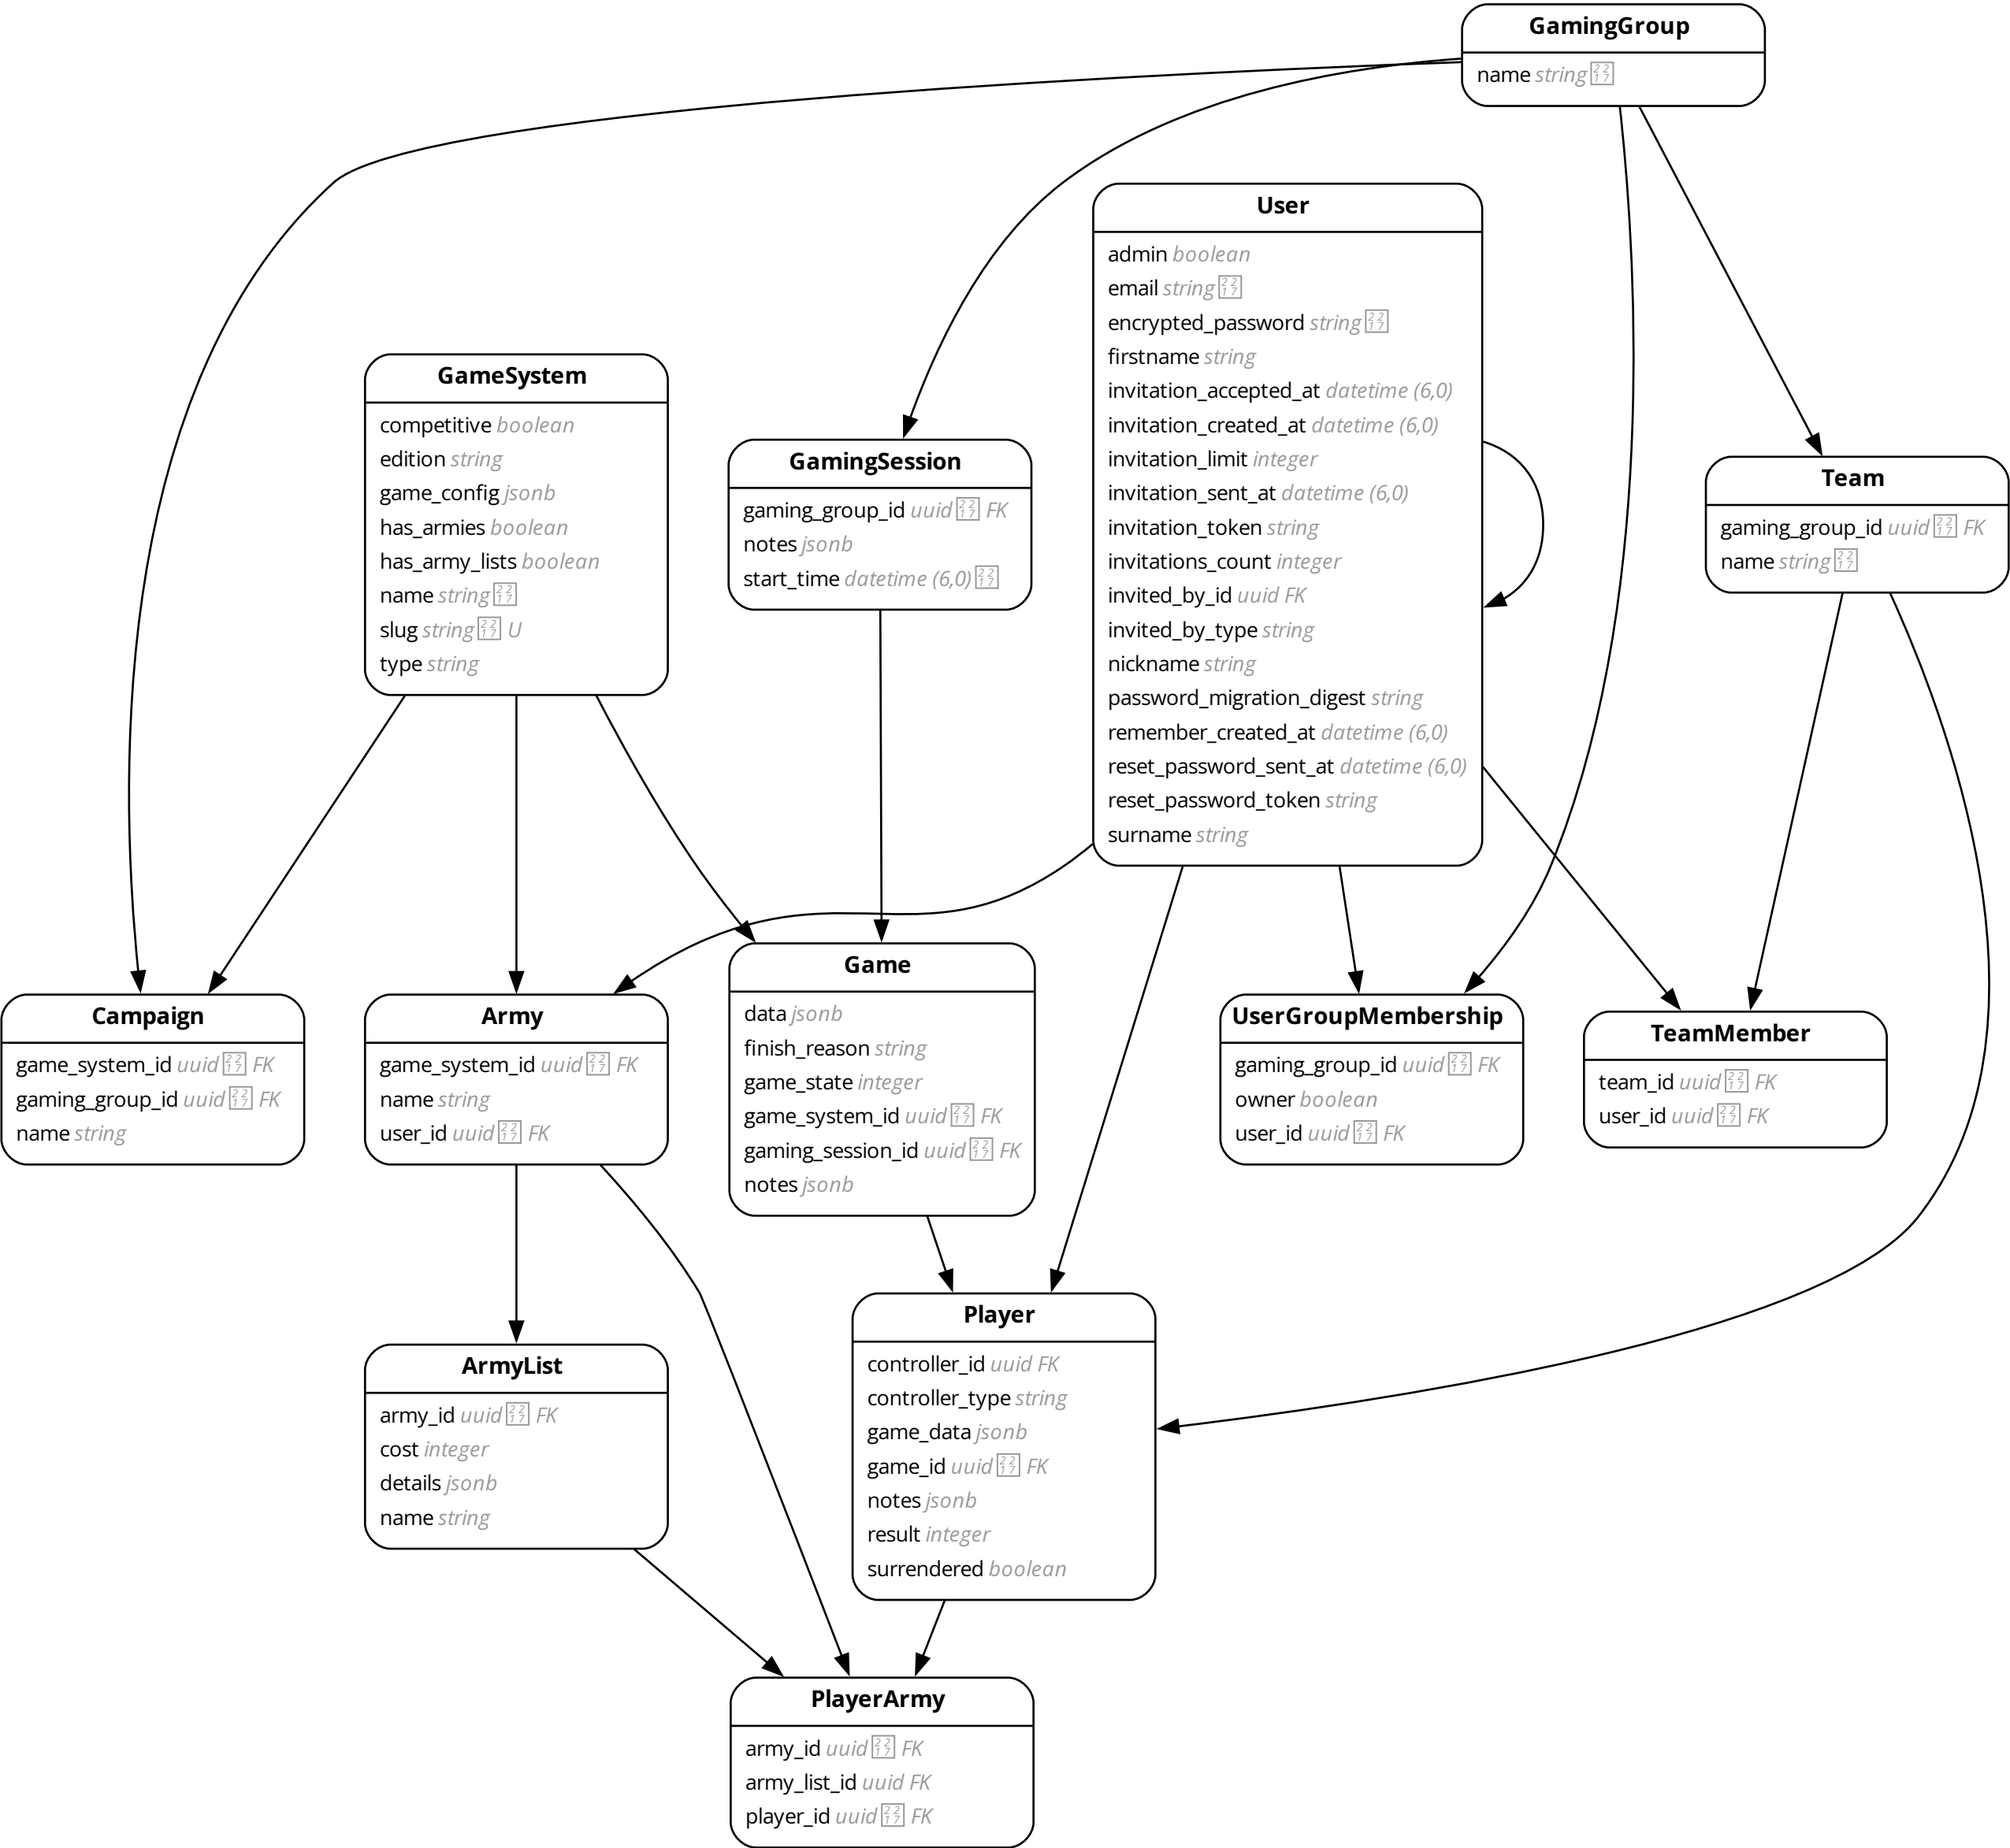 GamingGroup
name string ∗
User
admin boolean
email string ∗
encrypted_password string ∗
firstname string
invitation_accepted_at datetime (6,0)
invitation_created_at datetime (6,0)
invitation_limit integer
invitation_sent_at datetime (6,0)
invitation_token string
invitations_count integer
invited_by_id uuid FK
invited_by_type string
nickname string
password_migration_digest string
remember_created_at datetime (6,0)
reset_password_sent_at datetime (6,0)
reset_password_token string
surname string
GameSystem
competitive boolean
edition string
game_config jsonb
has_armies boolean
has_army_lists boolean
name string ∗
slug string ∗ U
type string
GamingSession
gaming_group_id uuid ∗ FK
notes jsonb
start_time datetime (6,0) ∗
Team
gaming_group_id uuid ∗ FK
name string ∗
Campaign
game_system_id uuid ∗ FK
gaming_group_id uuid ∗ FK
name string
Army
game_system_id uuid ∗ FK
name string
user_id uuid ∗ FK
Game
data jsonb
finish_reason string
game_state integer
game_system_id uuid ∗ FK
gaming_session_id uuid ∗ FK
notes jsonb
UserGroupMembership
gaming_group_id uuid ∗ FK
owner boolean
user_id uuid ∗ FK
TeamMember
team_id uuid ∗ FK
user_id uuid ∗ FK
ArmyList
army_id uuid ∗ FK
cost integer
details jsonb
name string
Player
controller_id uuid FK
controller_type string
game_data jsonb
game_id uuid ∗ FK
notes jsonb
result integer
surrendered boolean
PlayerArmy
army_id uuid ∗ FK
army_list_id uuid FK
player_id uuid ∗ FK